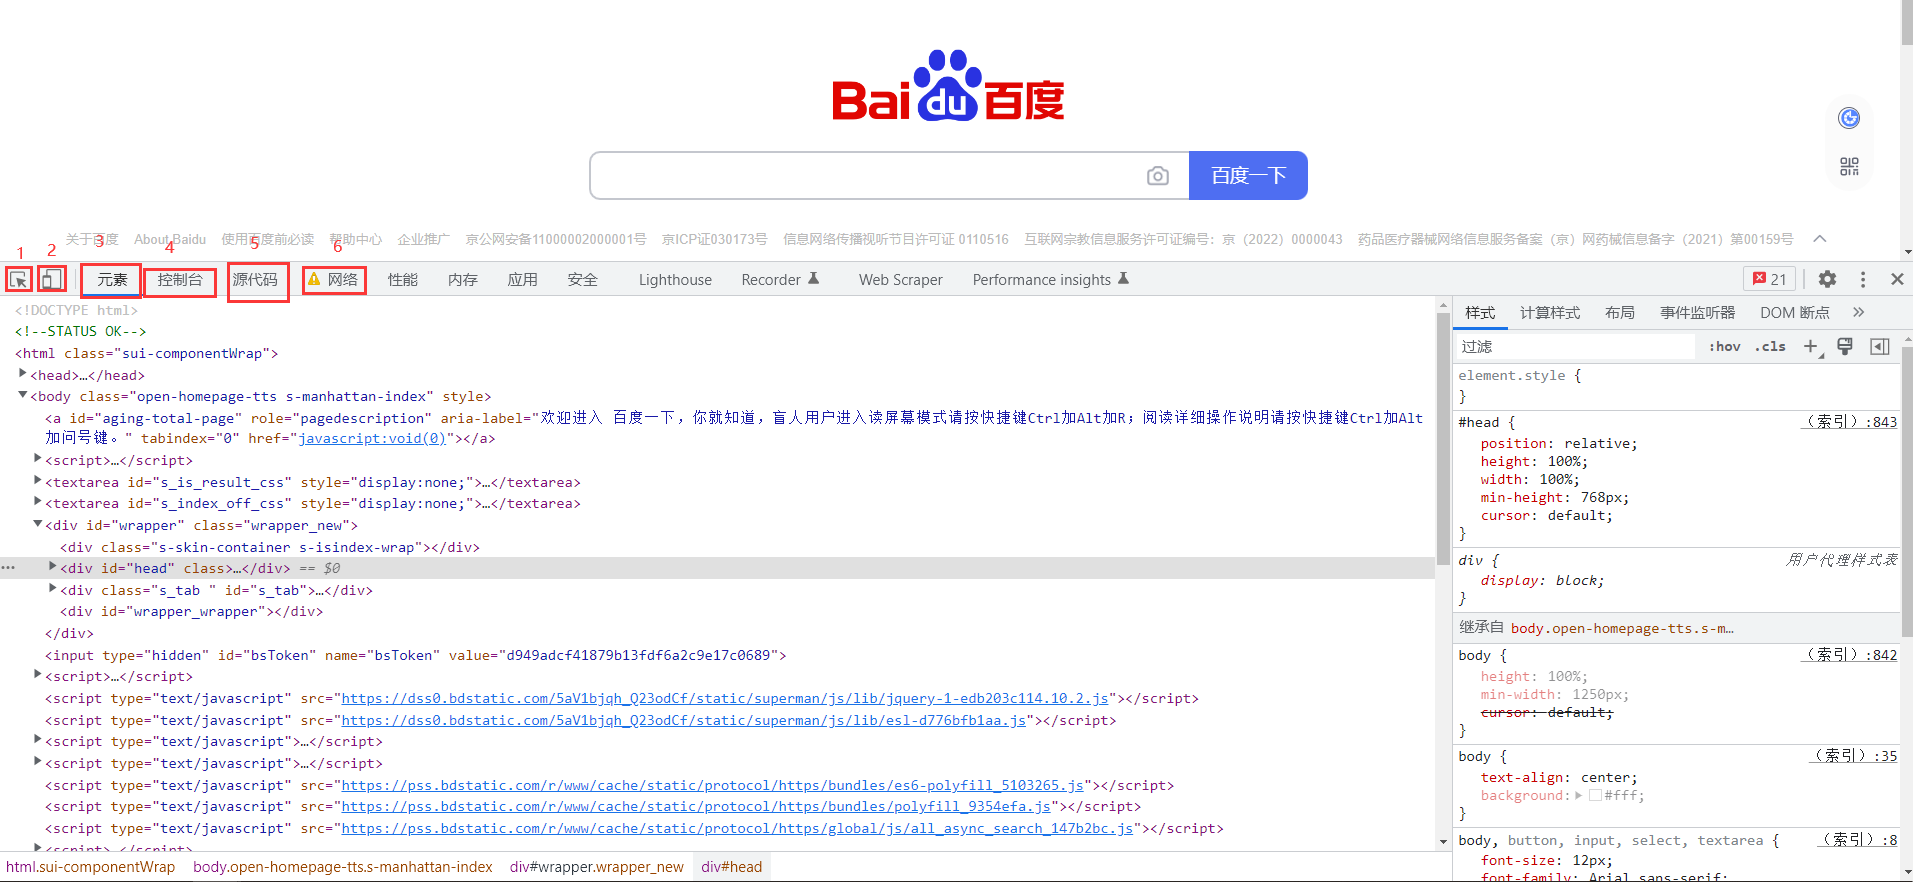 Bai du 百度
百度一下
关于百度 About Baidu 使用百度前必读 帮助中心 企业推广 京公网安备11000002000001号 京ICP证030173号 信息网络传播视听节目许可证 0110516 互联网宗教信息服务许可证编号：京（2022）0000043 药品医疗器械网络信息服务备案（京）网药械信息备字（2021）第00159号
1 2 3 4 5 6
元素 控制台 源代码 网络 性能 内存 应用 安全 Lighthouse Recorder Web Scraper Performance insights 21
<!DOCTYPE html>
<!--STATUS OK-->
<html class="sui-componentWrap">
<head>…</head>
<body class="open-homepage-tts s-manhattan-index" style>
<a id="aging-total-page" role="pagedescription" aria-label="欢迎进入 百度一下，你就知道，盲人用户进入读屏幕模式请按快捷键Ctrl加Alt加R；阅读详细操作说明请按快捷键Ctrl加Alt
加问号键。" tabindex="0" href="javascript:void(0)"></a>
<script>…</script>
<textarea id="s_is_result_css" style="display:none;">…</textarea>
<textarea id="s_index_off_css" style="display:none;">…</textarea>
<div id="wrapper" class="wrapper_new">
<div class="s-skin-container s-isindex-wrap"></div>
<div id="head" class>…</div> == $0
<div class="s_tab " id="s_tab">…</div>
<div id="wrapper_wrapper"></div>
</div>
<input type="hidden" id="bsToken" name="bsToken" value="d949adcf41879b13fdf6a2c9e17c0689">
<script>…</script>
<script type="text/javascript" src="https://dss0.bdstatic.com/5aV1bjqh_Q23odCf/static/superman/js/lib/jquery-1-edb203c114.10.2.js"></script>
<script type="text/javascript" src="https://dss0.bdstatic.com/5aV1bjqh_Q23odCf/static/superman/js/lib/esl-d776bfb1aa.js"></script>
<script type="text/javascript">…</script>
<script type="text/javascript">…</script>
<script type="text/javascript" src="https://pss.bdstatic.com/r/www/cache/static/protocol/https/bundles/es6-polyfill_5103265.js"></script>
<script type="text/javascript" src="https://pss.bdstatic.com/r/www/cache/static/protocol/https/bundles/polyfill_9354efa.js"></script>
<script type="text/javascript" src="https://pss.bdstatic.com/r/www/cache/static/protocol/https/global/js/all_async_search_147b2bc.js"></script>
<script>…</script>
html.sui-componentWrap body.open-homepage-tts.s-manhattan-index div#wrapper.wrapper_new div#head
样式 计算样式 布局 事件监听器 DOM 断点 »
过滤 :hov .cls +
element.style {
}
#head { （索引）:843
position: relative;
height: 100%;
width: 100%;
min-height: 768px;
cursor: default;
}
div { 用户代理样式表
display: block;
}
继承自 body.open-homepage-tts.s-m…
body { （索引）:842
height: 100%;
min-width: 1250px;
cursor: default;
}
body { （索引）:35
text-align: center;
background: #fff;
}
body, button, input, select, textarea { （索引）:8
font-size: 12px;
font-family: Arial,sans-serif;